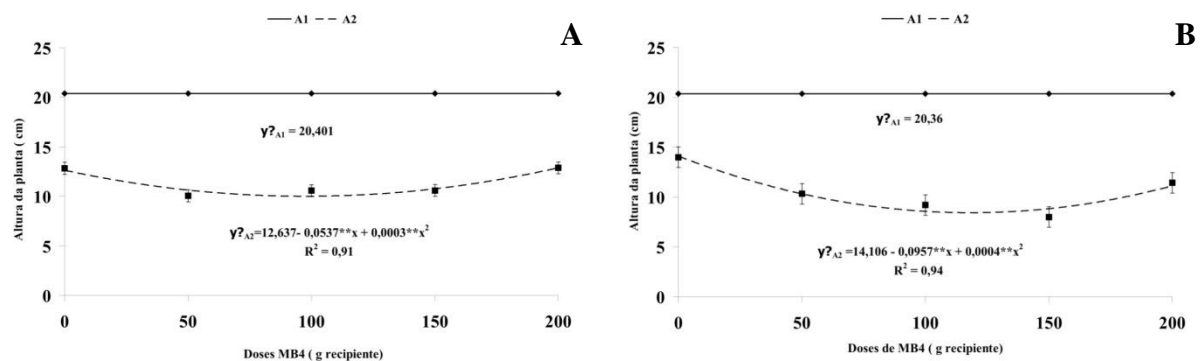 A1 A2
A
25
20
15
10
5
0
Altura da planta ( cm)
y?A1 = 20,401
y?A2=12,637- 0,0537**x + 0,0003**x2
R2 = 0,91
0 50 100 150 200
Doses MB4 ( g recipiente)
A1 A2
B
25
20
15
10
5
0
Altura da planta (cm)
y?A1 = 20,36
y?A2 =14,106 - 0,0957**x + 0,0004**x2
R2 = 0,94
0 50 100 150 200
Doses de MB4 ( g recipiente)